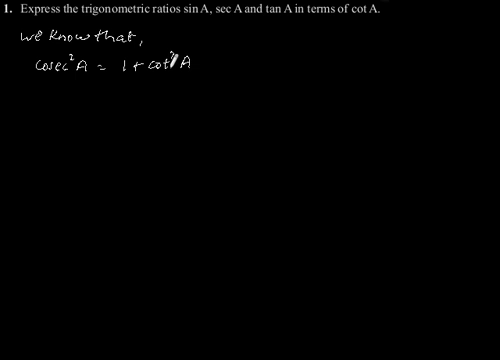 1. Express the trigonometric ratios sin A, sec A and tan A in terms of cot A.
we know that,
cosec²A = 1 + cot²A